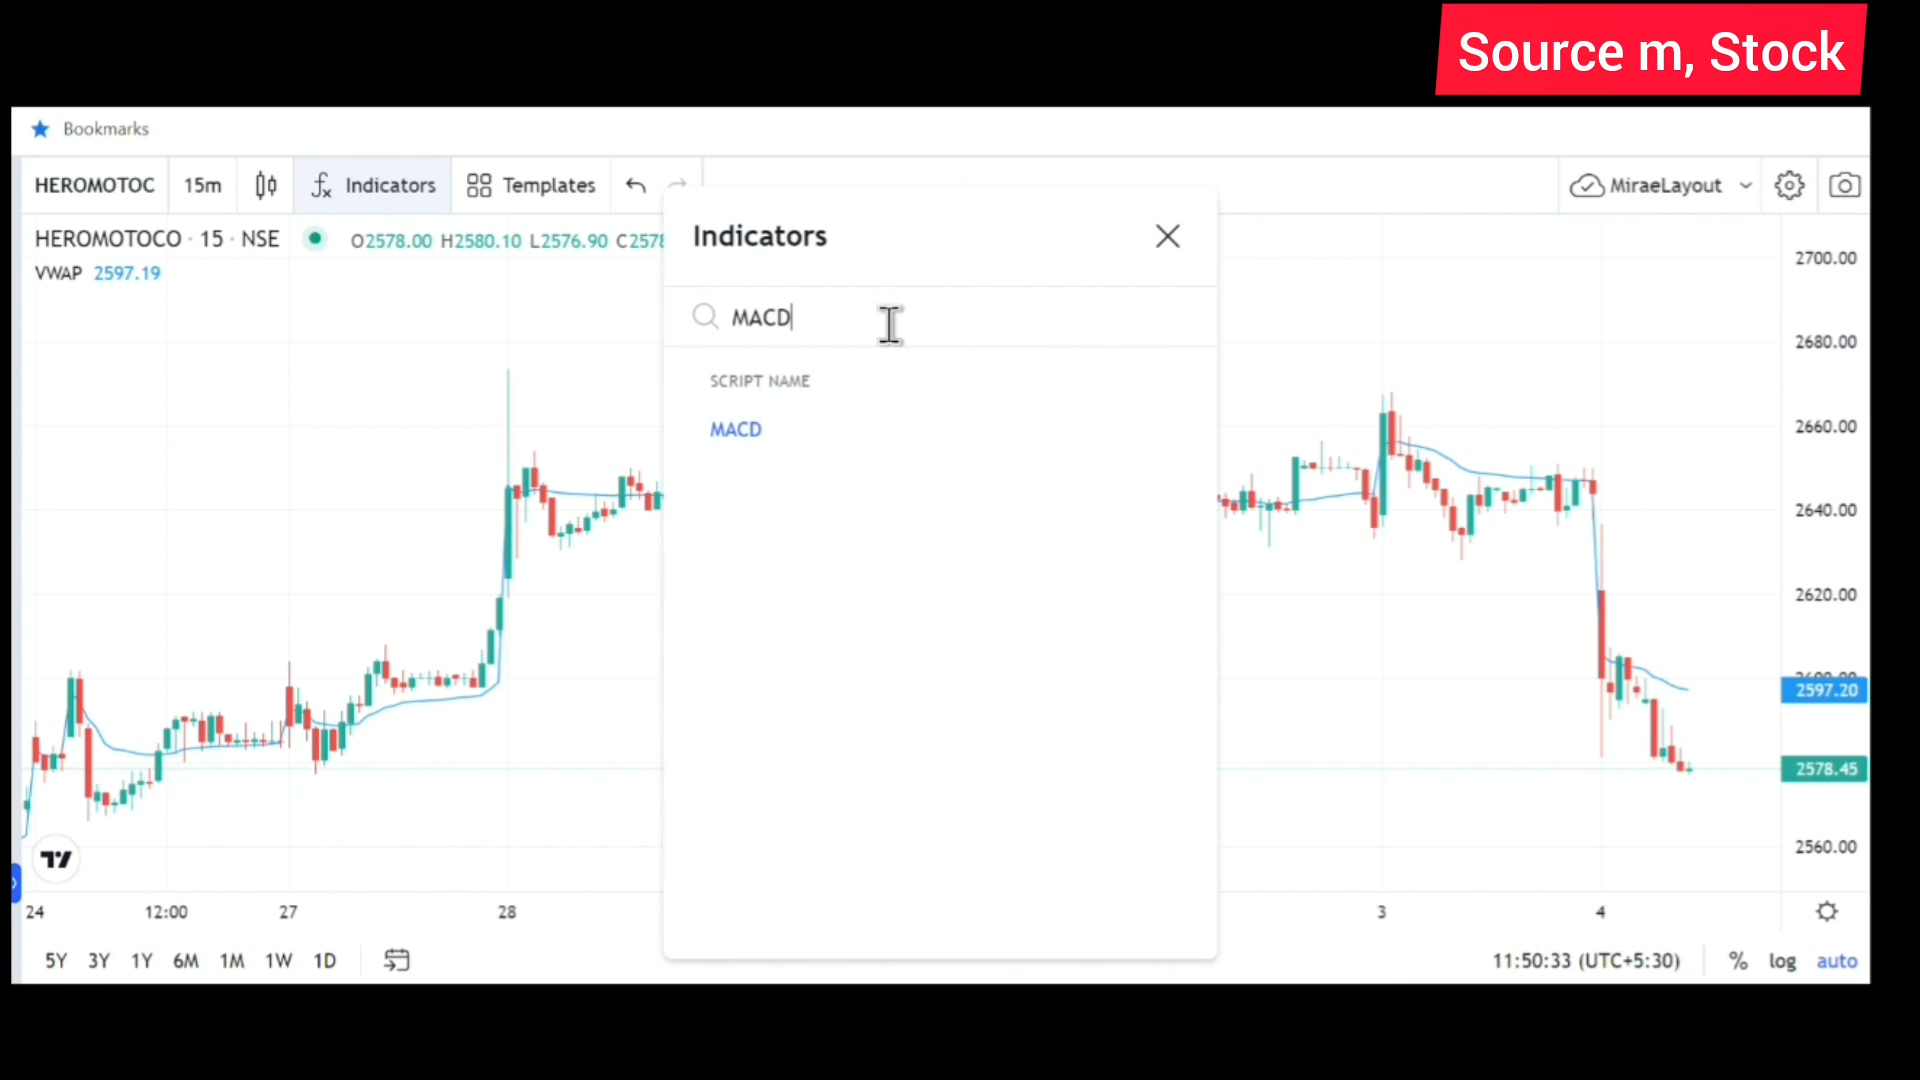 Source m, Stock
Bookmarks
HEROMOTOC 15m Indicators Templates MiraeLayout
HEROMOTOCO · 15 · NSE O2578.00 H2580.10 L2576.90 C2578
VWAP 2597.19
Indicators
MACD
SCRIPT NAME
MACD
2700.00
2680.00
2660.00
2640.00
2620.00
2597.20
2578.45
2560.00
24 12:00 27 28 3 4
5Y 3Y 1Y 6M 1M 1W 1D 11:50:33 (UTC+5:30) % log auto